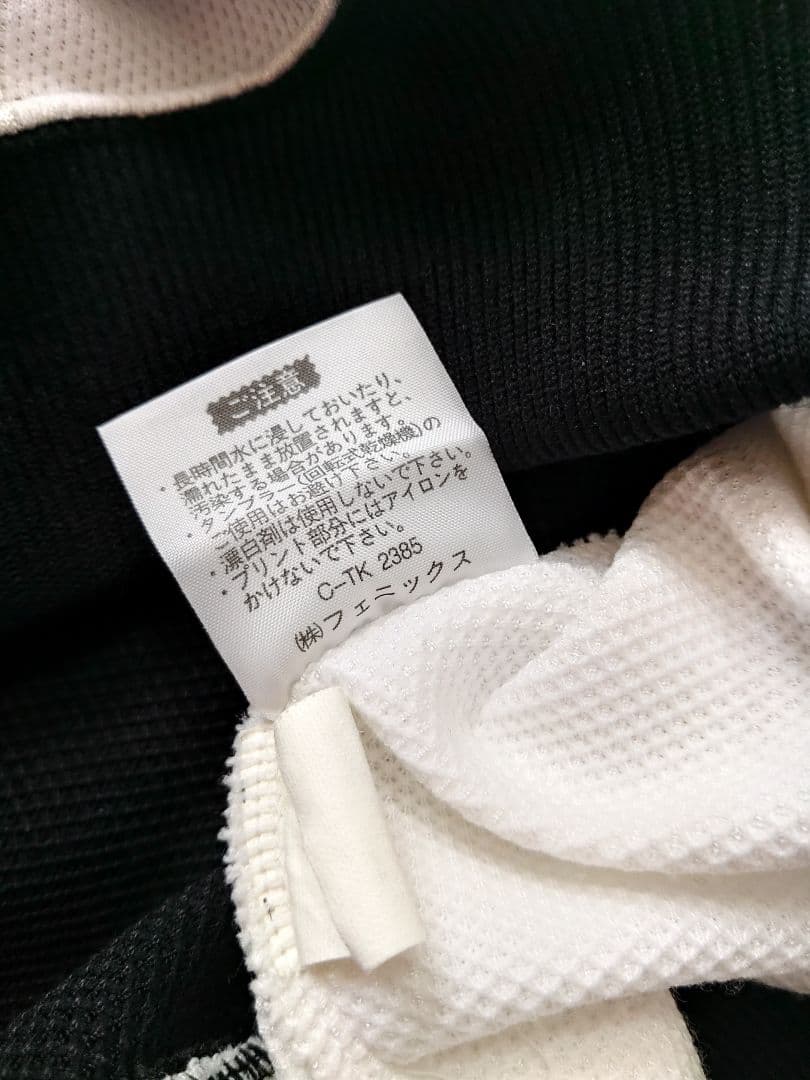 ご注意
・長時間水に浸しておいたり、
濡れたまま放置されますと、
汚染する場合があります。
・タンブラー(回転式乾燥機)の
ご使用はお避け下さい。
・漂白剤は使用しないで下さい。
・プリント部分にはアイロンを
かけないで下さい。
C-TK 2385
(株)フェニックス